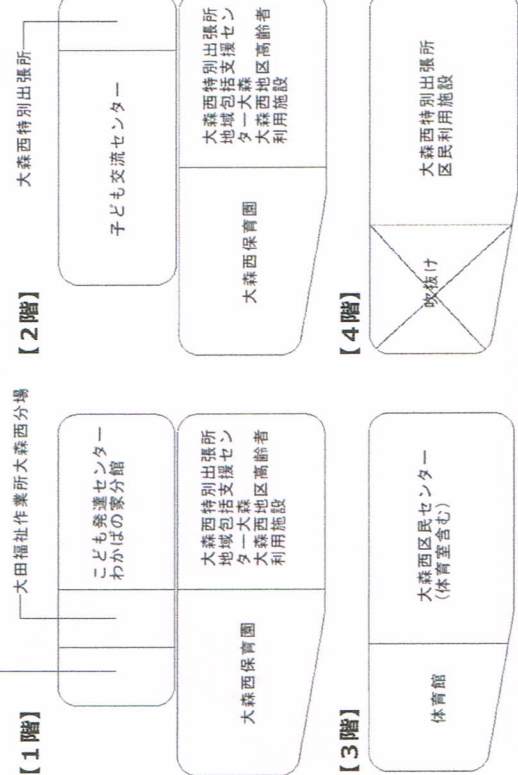 【1階】
大田福祉作業所大森西分場
こども発達センター
わかばの家分館
大森西保育園
大森西特別出張所
地域包括支援セン
ター大森
大森西地区高齢者
利用施設
【2階】
大森西特別出張所
子ども交流センター
大森西保育園
大森西特別出張所
地域包括支援セン
ター大森
大森西地区高齢者
利用施設
【3階】
体育館
大森西区民センター
(体育室含む)
【4階】
吹抜け
大森西特別出張所
区民利用施設